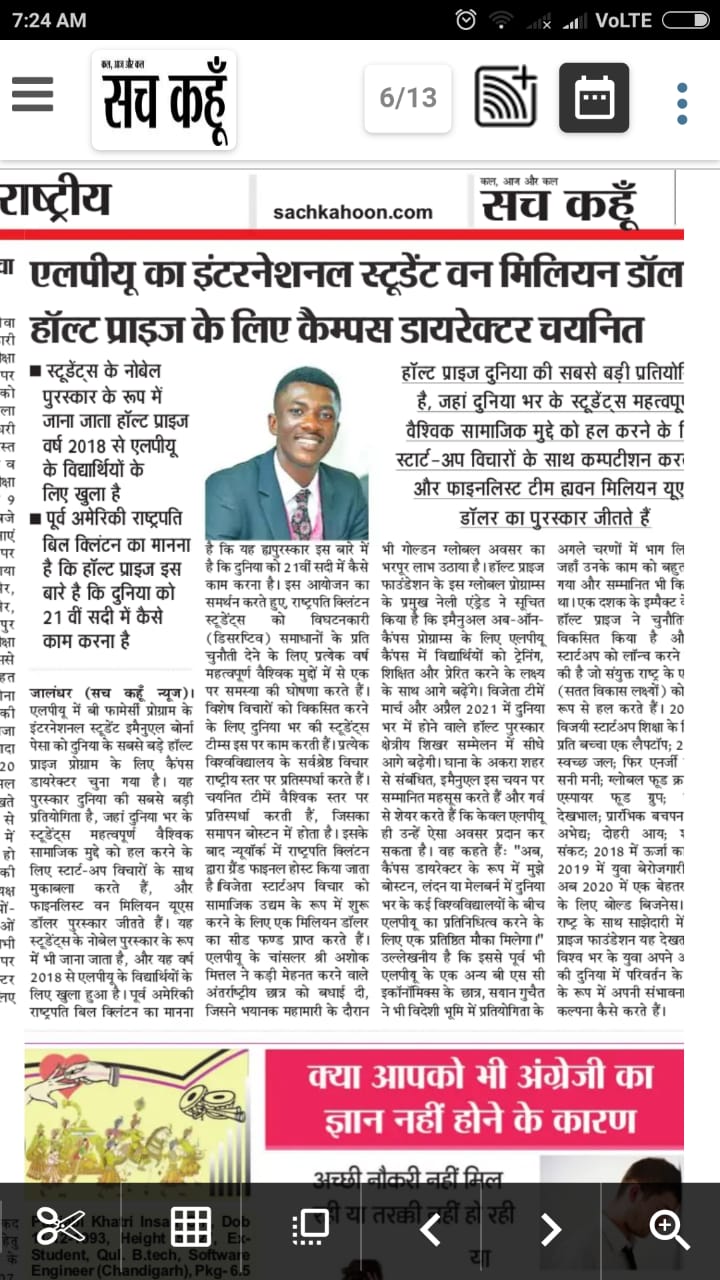 7:24 AM
VoLTE
कल, आज और कल
सच कहूँ
6/13
राष्ट्रीय
sachkahoon.com
कल, आज और कल
सच कहूँ
एलपीयू का इंटरनेशनल स्टूडेंट वन मिलियन डॉल
हॉल्ट प्राइज के लिए कैम्पस डायरेक्टर चयनित
■ स्टूडेंट्स के नोबेल
पुरस्कार के रूप में
जाना जाता हॉल्ट प्राइज
वर्ष 2018 से एलपीयू
के विद्यार्थियों के
लिए खुला है
■ पूर्व अमेरिकी राष्ट्रपति
बिल क्लिंटन का मानना
है कि हॉल्ट प्राइज इस
बारे है कि दुनिया को
21 वीं सदी में कैसे
काम करना है
हॉल्ट प्राइज दुनिया की सबसे बड़ी प्रतियोगि
है, जहां दुनिया भर के स्टूडेंट्स महत्वपू
वैश्विक सामाजिक मुद्दे को हल करने के
स्टार्ट-अप विचारों के साथ कम्पटीशन कर
और फाइनलिस्ट टीम ह्यवन मिलियन यूए
डॉलर का पुरस्कार जीतते हैं
जालंधर (सच कहूँ न्यूज)।
एलपीयू में बी फार्मेसी प्रोग्राम के
इंटरनेशनल स्टूडेंट इमैनुएल बोर्ना
पेसा को दुनिया के सबसे बड़े हॉल्ट
प्राइज प्रोग्राम के लिए कैंपस
डायरेक्टर चुना गया है। यह
पुरस्कार दुनिया की सबसे बड़ी
प्रतियोगिता है, जहां दुनिया भर के
स्टूडेंट्स महत्वपूर्ण वैश्विक
सामाजिक मुद्दे को हल करने के
लिए स्टार्ट-अप विचारों के साथ
मुकाबला करते हैं, और
फाइनलिस्ट वन मिलियन यूएस
डॉलर पुरस्कार जीतते हैं। यह
स्टूडेंट्स के नोबेल पुरस्कार के रूप
में भी जाना जाता है, और यह वर्ष
2018 से एलपीयू के विद्यार्थियों के
लिए खुला हुआ है। पूर्व अमेरिकी
राष्ट्रपति बिल क्लिंटन का मानना
है कि यह ह्यपुरस्कार इस बारे में
है कि दुनिया को 21वीं सदी में कैसे
काम करना है। इस आयोजन का
समर्थन करते हुए, राष्ट्रपति क्लिंटन
स्टूडेंट्स को विघटनकारी
(डिसरप्टिव) समाधानों के प्रति
चुनौती देने के लिए प्रत्येक वर्ष
महत्वपूर्ण वैश्विक मुद्दों में से एक
पर समस्या की घोषणा करते हैं।
विशेष विचारों को विकसित करने
के लिए दुनिया भर की स्टूडेंट्स
टीम्स इस पर काम करती हैं। प्रत्येक
विश्वविद्यालय के सर्वश्रेष्ठ विचार
राष्ट्रीय स्तर पर प्रतिस्पर्धा करते हैं।
चयनित टीमें वैश्विक स्तर पर
प्रतिस्पर्धा करती हैं, जिसका
समापन बोस्टन में होता है। इसके
बाद न्यूयॉर्क में राष्ट्रपति क्लिंटन
द्वारा ग्रैंड फाइनल होस्ट किया जाता
है।विजेता स्टार्टअप विचार को
सामाजिक उद्यम के रूप में शुरू
करने के लिए एक मिलियन डॉलर
का सीड फण्ड प्राप्त करते हैं।
एलपीयू के चांसलर श्री अशोक
मित्तल ने कड़ी मेहनत करने वाले
अंतर्राष्ट्रीय छात्र को बधाई दी,
जिसने भयानक महामारी के दौरान
भी गोल्डन ग्लोबल अवसर का
भरपूर लाभ उठाया है। हॉल्ट प्राइज
फाउंडेशन के इस ग्लोबल प्रोग्राम्स
के प्रमुख नेली एंड्रेड ने सूचित
किया है कि इमैनुअल अब-ऑन-
कैंपस प्रोग्राम्स के लिए एलपीयू
कैंपस में विद्यार्थियों को ट्रेनिंग,
शिक्षित और प्रेरित करने के लक्ष्य
के साथ आगे बढ़ेंगे। विजेता टीमें
मार्च और अप्रैल 2021 में दुनिया
भर में होने वाले हॉल्ट पुरस्कार
क्षेत्रीय शिखर सम्मेलन में सीधे
आगे बढ़ेगी। घाना के अकरा शहर
से संबंधित, इमैनुएल इस चयन पर
सम्मानित महसूस करते हैं और गर्व
से शेयर करते हैं कि केवल एलपीयू
ही उन्हें ऐसा अवसर प्रदान कर
सकता है। वह कहते हैं: "अब,
कैंपस डायरेक्टर के रूप में मुझे
बोस्टन, लंदन या मेलबर्न में दुनिया
भर के कई विश्वविद्यालयों के बीच
एलपीयू का प्रतिनिधित्व करने के
लिए एक प्रतिष्ठित मौका मिलेगा।"
उल्लेखनीय है कि इससे पूर्व भी
एलपीयू के एक अन्य बी एस सी
इकॉनॉमिक्स के छात्र, सयान गुचैत
ने भी विदेशी भूमि में प्रतियोगिता के
अगले चरणों में भाग लि
जहाँ उनके काम को बहुत
गया और सम्मानित भी कि
था। एक दशक के इम्पैक्ट
हॉल्ट प्राइज ने चुनौति
विकसित किया है औ
स्टार्टअप को लॉन्च करने
की है जो संयुक्त राष्ट्र के ए
(सतत विकास लक्ष्यों) को
रूप से हल करते हैं। 20
विजयी स्टार्टअप शिक्षा के
प्रति बच्चा एक लैपटॉप; 2
स्वच्छ जल; फिर एनर्जी
सनी मनी; ग्लोबल फूड क्र
एस्पायर फूड ग्रुप;
देखभाल; प्रारंभिक बचपन
अभेद्य; दोहरी आय;
संकट; 2018 में ऊर्जा का
2019 में युवा बेरोजगारी
अब 2020 में एक बेहतर
के लिए बोल्ड बिजनेस।
राष्ट्र के साथ साझेदारी में
प्राइज फाउंडेशन यह देखत
विश्व भर के युवा अपने
की दुनिया में परिवर्तन के
के रूप में अपनी संभावना
कल्पना कैसे करते हैं।
क्या आपको भी अंग्रेजी का
ज्ञान नहीं होने के कारण
अच्छी नौकरी नहीं मिल
रही या तरक्की नहीं हो रही
या
Khatri Insa Dob
Height Ex-
Student, Qul. B.tech, Software
Engineer (Chandigarh), Pkg- 6.5